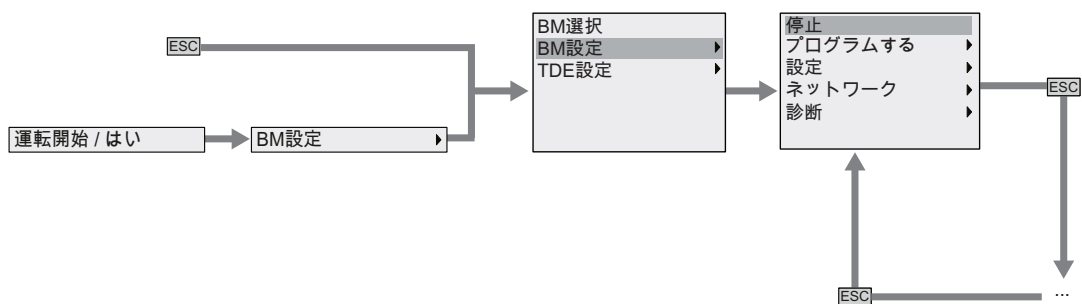 ESC
運転開始 / はい
BM設定
BM選択
BM設定
TDE設定
停止
プログラムする
設定
ネットワーク
診断
ESC
...
ESC